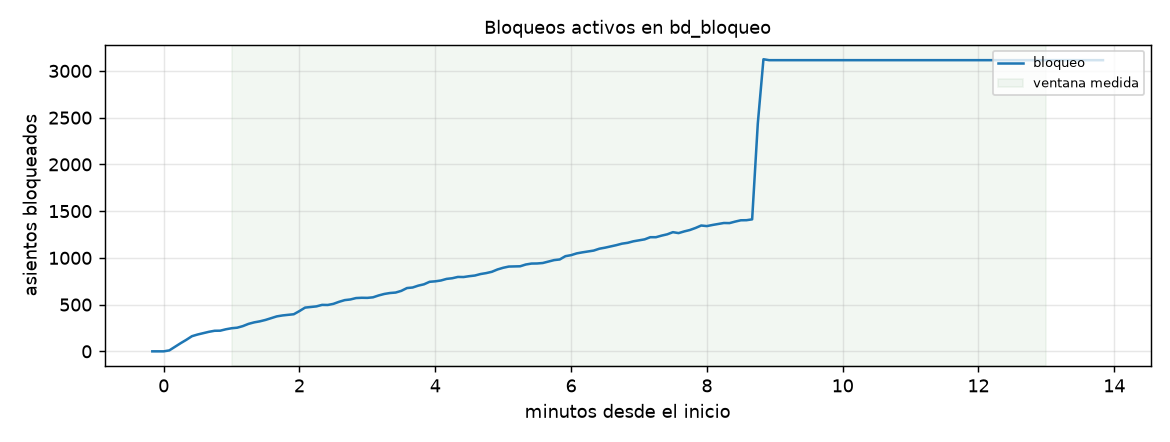 Bloqueos activos en bd_bloqueo
asientos bloqueados
3000
2500
2000
1500
1000
500
0
bloqueo
ventana medida
0 2 4 6 8 10 12 14
minutos desde el inicio